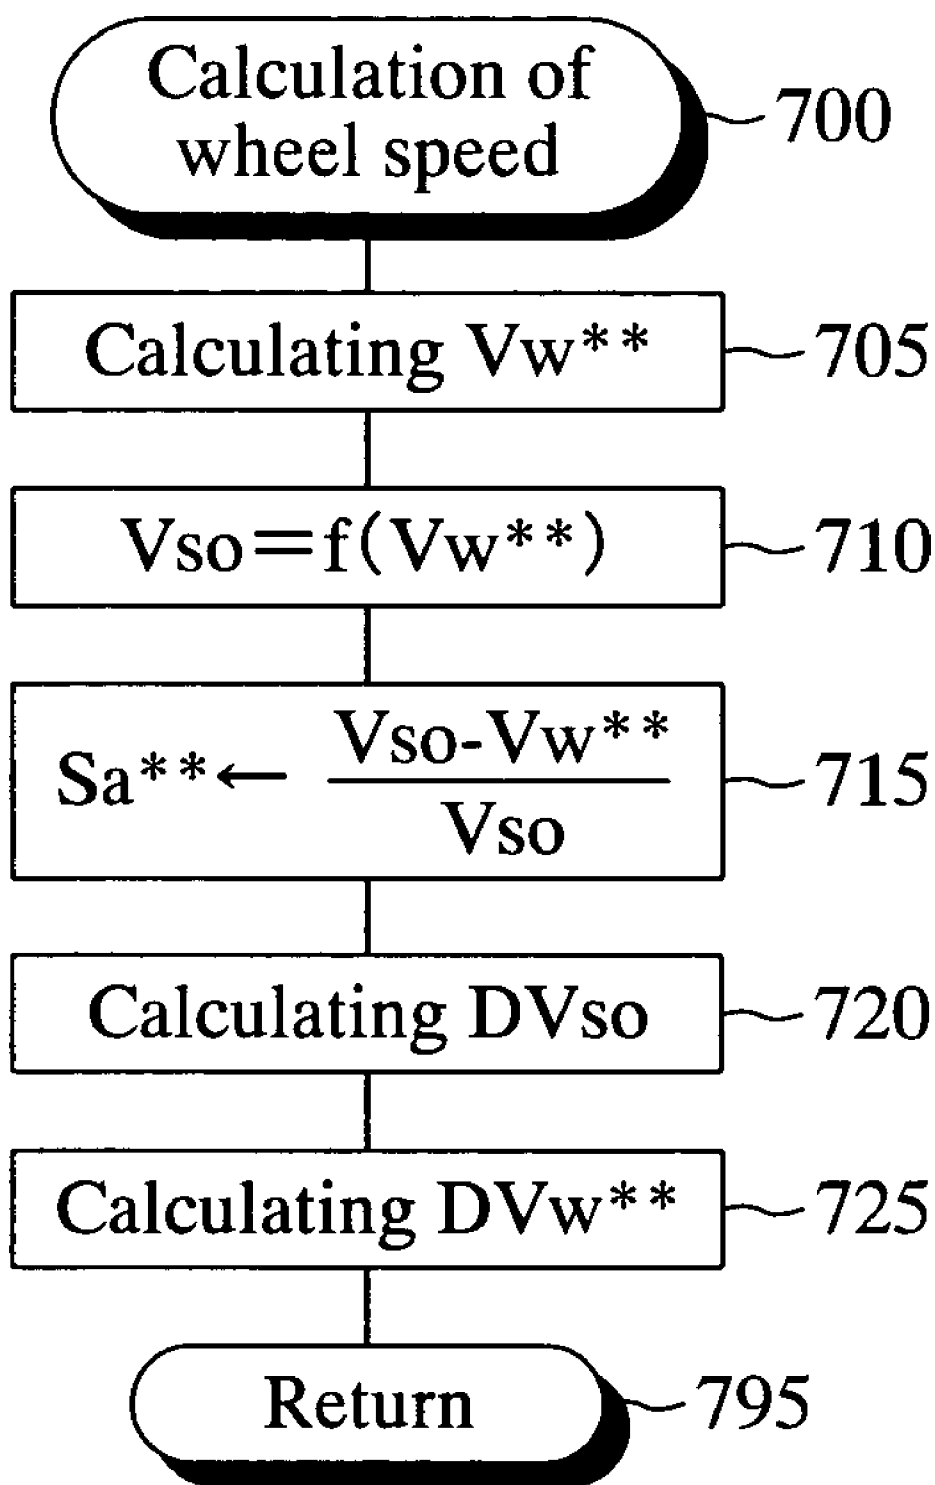 Calculation of
wheel speed
700
Calculating Vw**
705
Vso=f(Vw**)
710
Sa**← Vso-Vw**
Vso
715
Calculating DVso
720
Calculating DVw**
725
Return
795